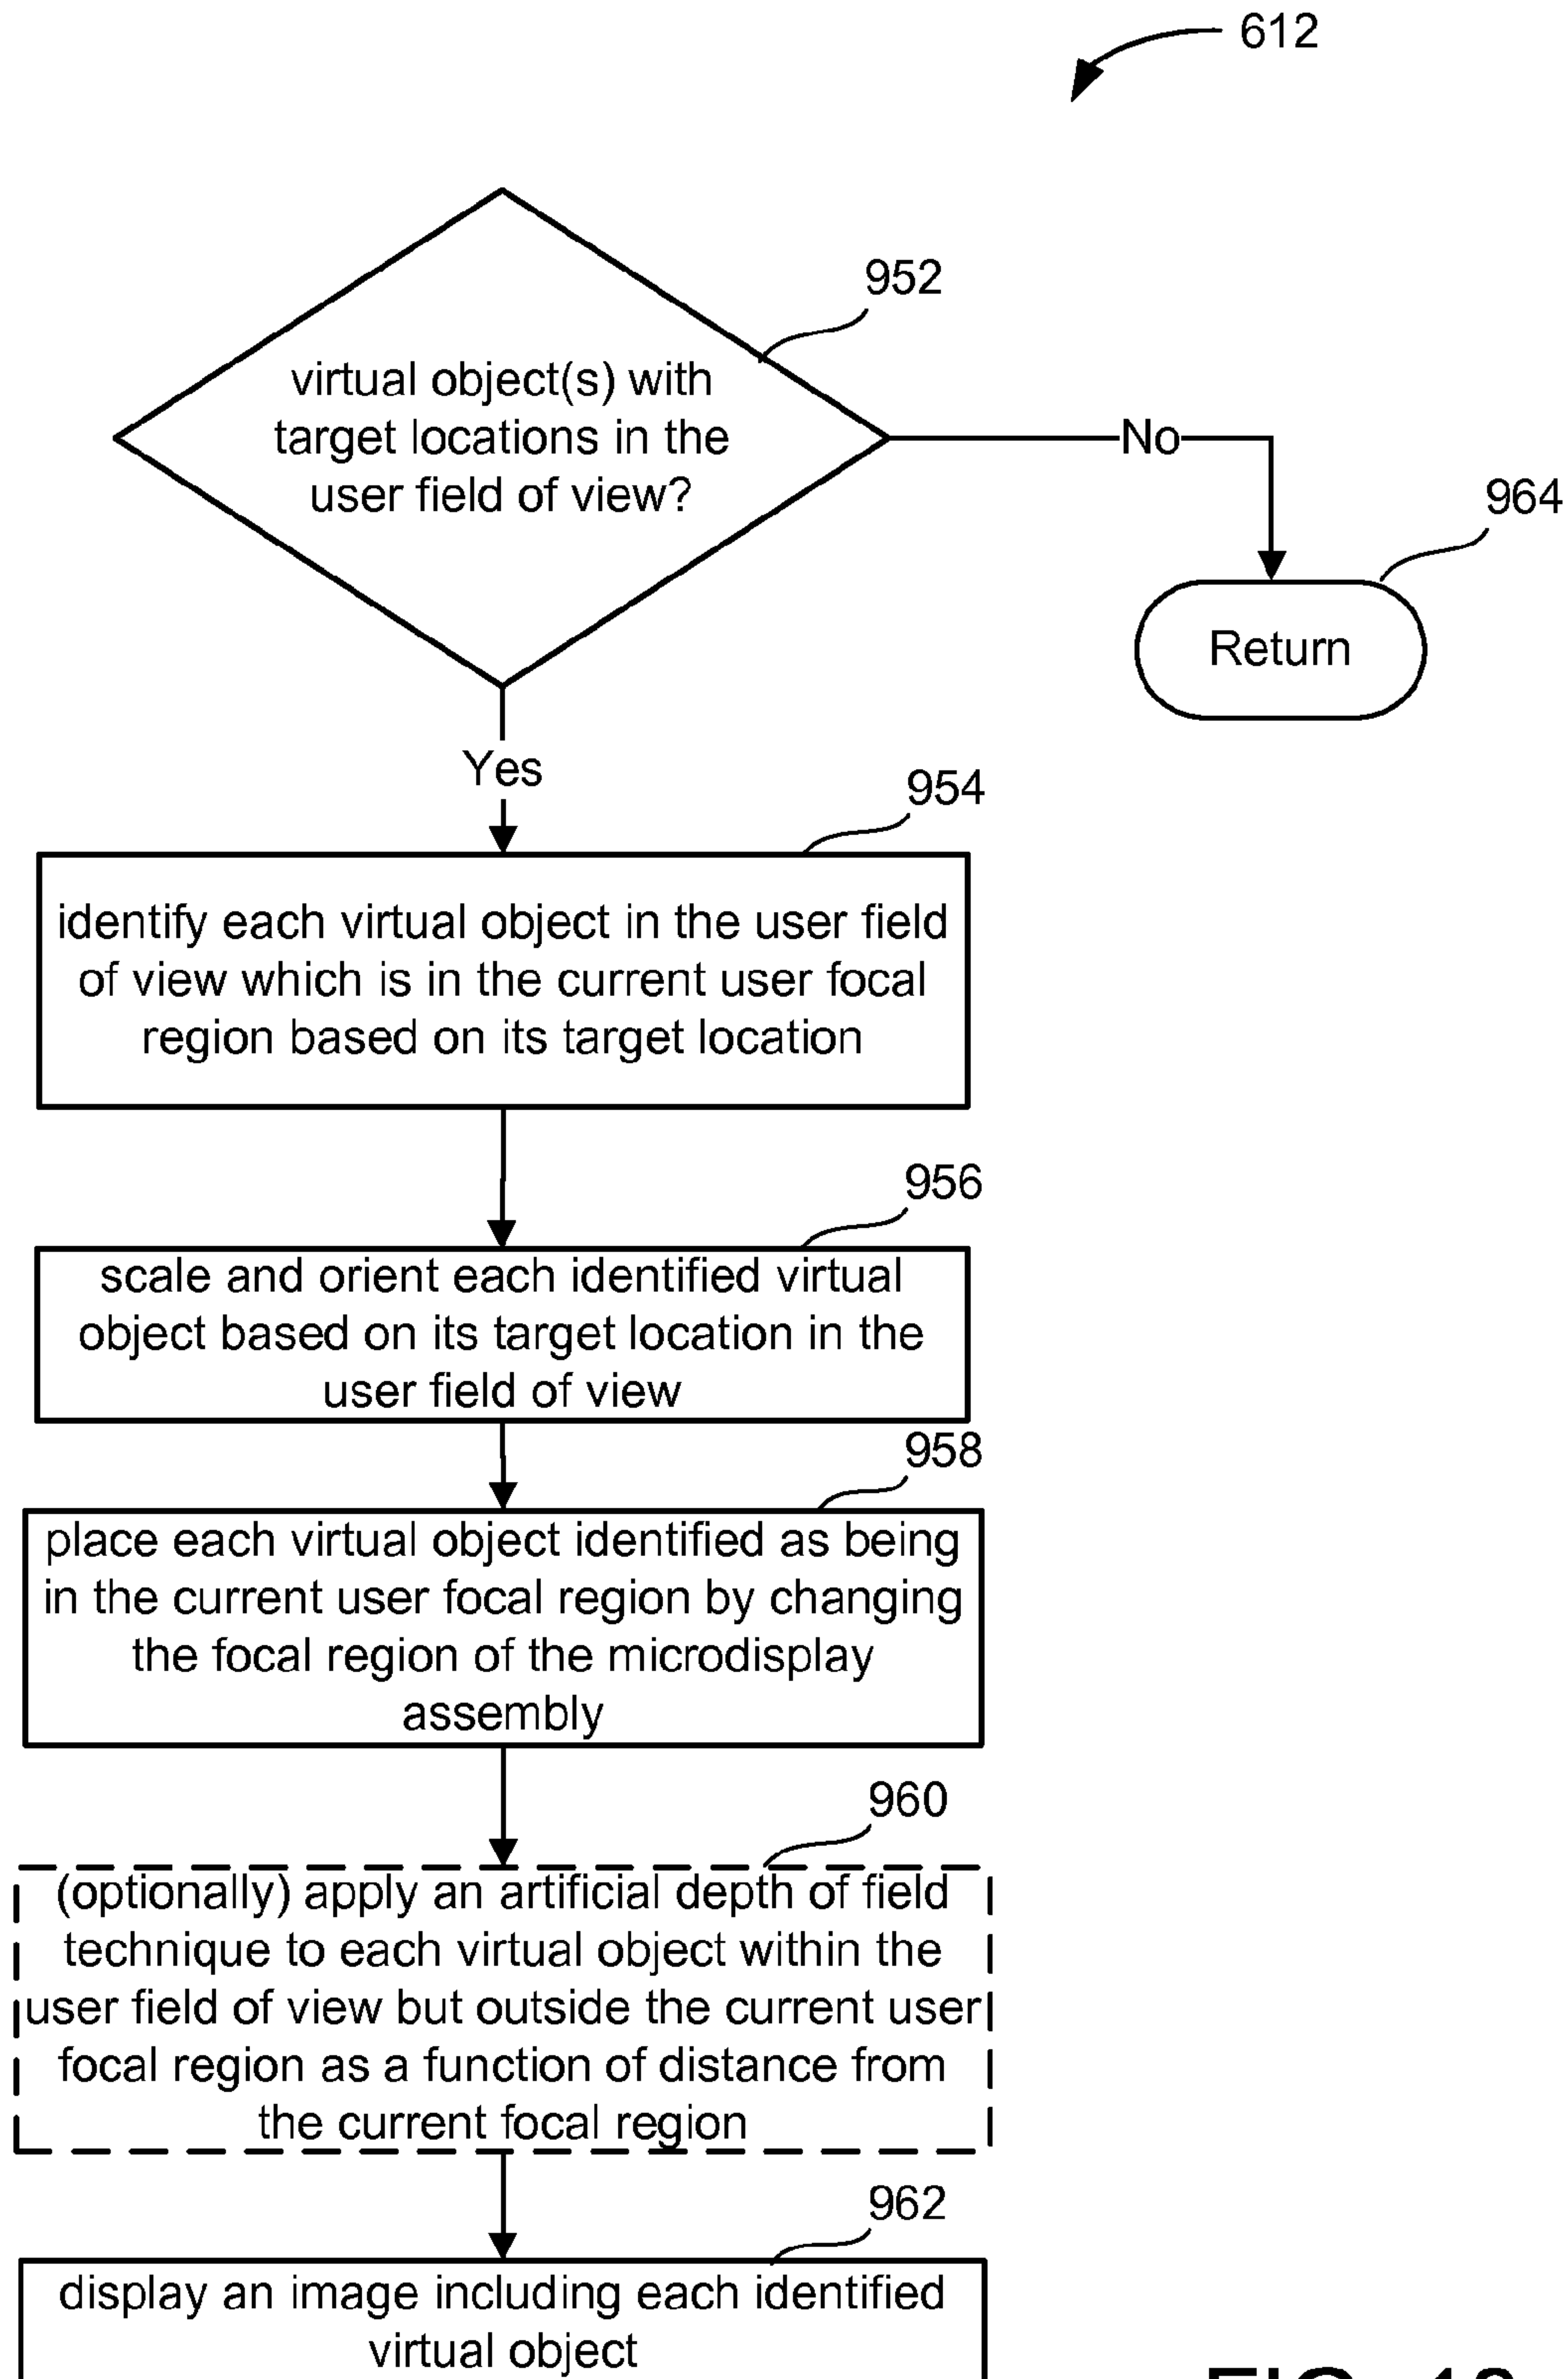 612
952
virtual object(s) with
target locations in the
user field of view?
No
964
Return
Yes
954
identify each virtual object in the user field
of view which is in the current user focal
region based on its target location
956
scale and orient each identified virtual
object based on its target location in the
user field of view
958
place each virtual object identified as being
in the current user focal region by changing
the focal region of the microdisplay
assembly
960
(optionally) apply an artificial depth of field
technique to each virtual object within the
user field of view but outside the current user
focal region as a function of distance from
the current focal region
962
display an image including each identified
virtual object
FIG.